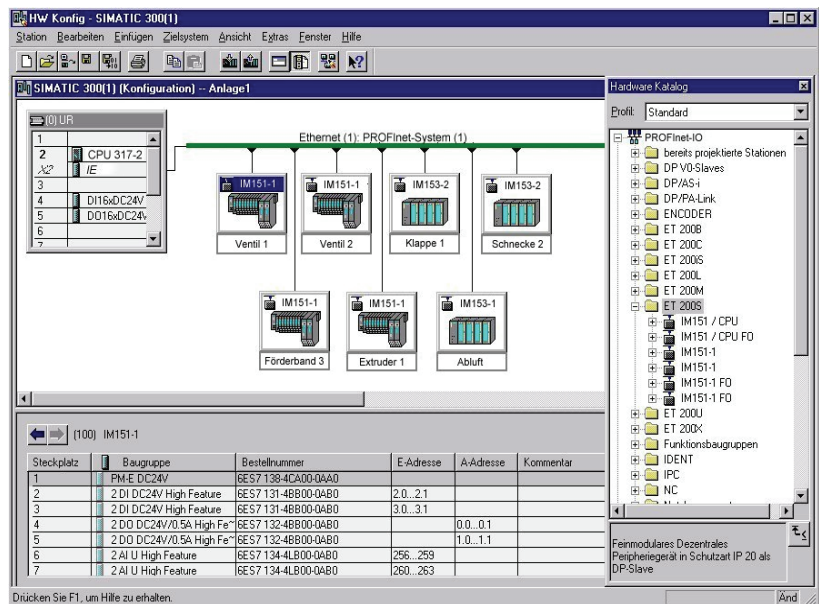 HW Konfig - SIMATIC 300(1)
Station Bearbeiten Einfügen Zielsystem Ansicht Extras Fenster Hilfe
SIMATIC 300(1) (Konfiguration) -- Anlage1
(0) UR
1
2 CPU 317-2
X2 IE
3
4 DI16xDC24V
5 DO16xDC24V
6
7
Ethernet (1): PROFInet-System (1)
IM151-1
IM151-1
IM153-2
IM153-2
Ventil 1
Ventil 2
Klappe 1
Schnecke 2
IM151-1
IM151-1
IM153-1
Förderband 3
Extruder 1
Abluft
(100) IM151-1
Steckplatz Baugruppe Bestellnummer E-Adresse A-Adresse Kommentar
1 PM-E DC24V 6ES7 138-4CA00-0AA0
2 2 DI DC24V High Feature 6ES7 131-4BB00-0AB0 2.0...2.1
3 2 DI DC24V High Feature 6ES7 131-4BB00-0AB0 3.0...3.1
4 2 DO DC24V/0.5A High Fe~ 6ES7 132-4BB00-0AB0 0.0...0.1
5 2 DO DC24V/0.5A High Fe~ 6ES7 132-4BB00-0AB0 1.0...1.1
6 2 AI U High Feature 6ES7 134-4LB00-0AB0 256...259
7 2 AI U High Feature 6ES7 134-4LB00-0AB0 260...263
Hardware Katalog
Profil: Standard
PROFInet-IO
bereits projektierte Stationen
DP V0-Slaves
DP/AS-i
DP/PA-Link
ENCODER
ET 200B
ET 200C
ET 200iS
ET 200L
ET 200M
ET 200S
IM151 / CPU
IM151 / CPU FO
IM151-1
IM151-1
IM151-1 FO
IM151-1 FO
ET 200U
ET 200X
Funktionsbaugruppen
IDENT
IPC
NC
Feinmodulares Dezentrales
Peripheriegerät in Schutzart IP 20 als
DP-Slave
Drücken Sie F1, um Hilfe zu erhalten.
Änd